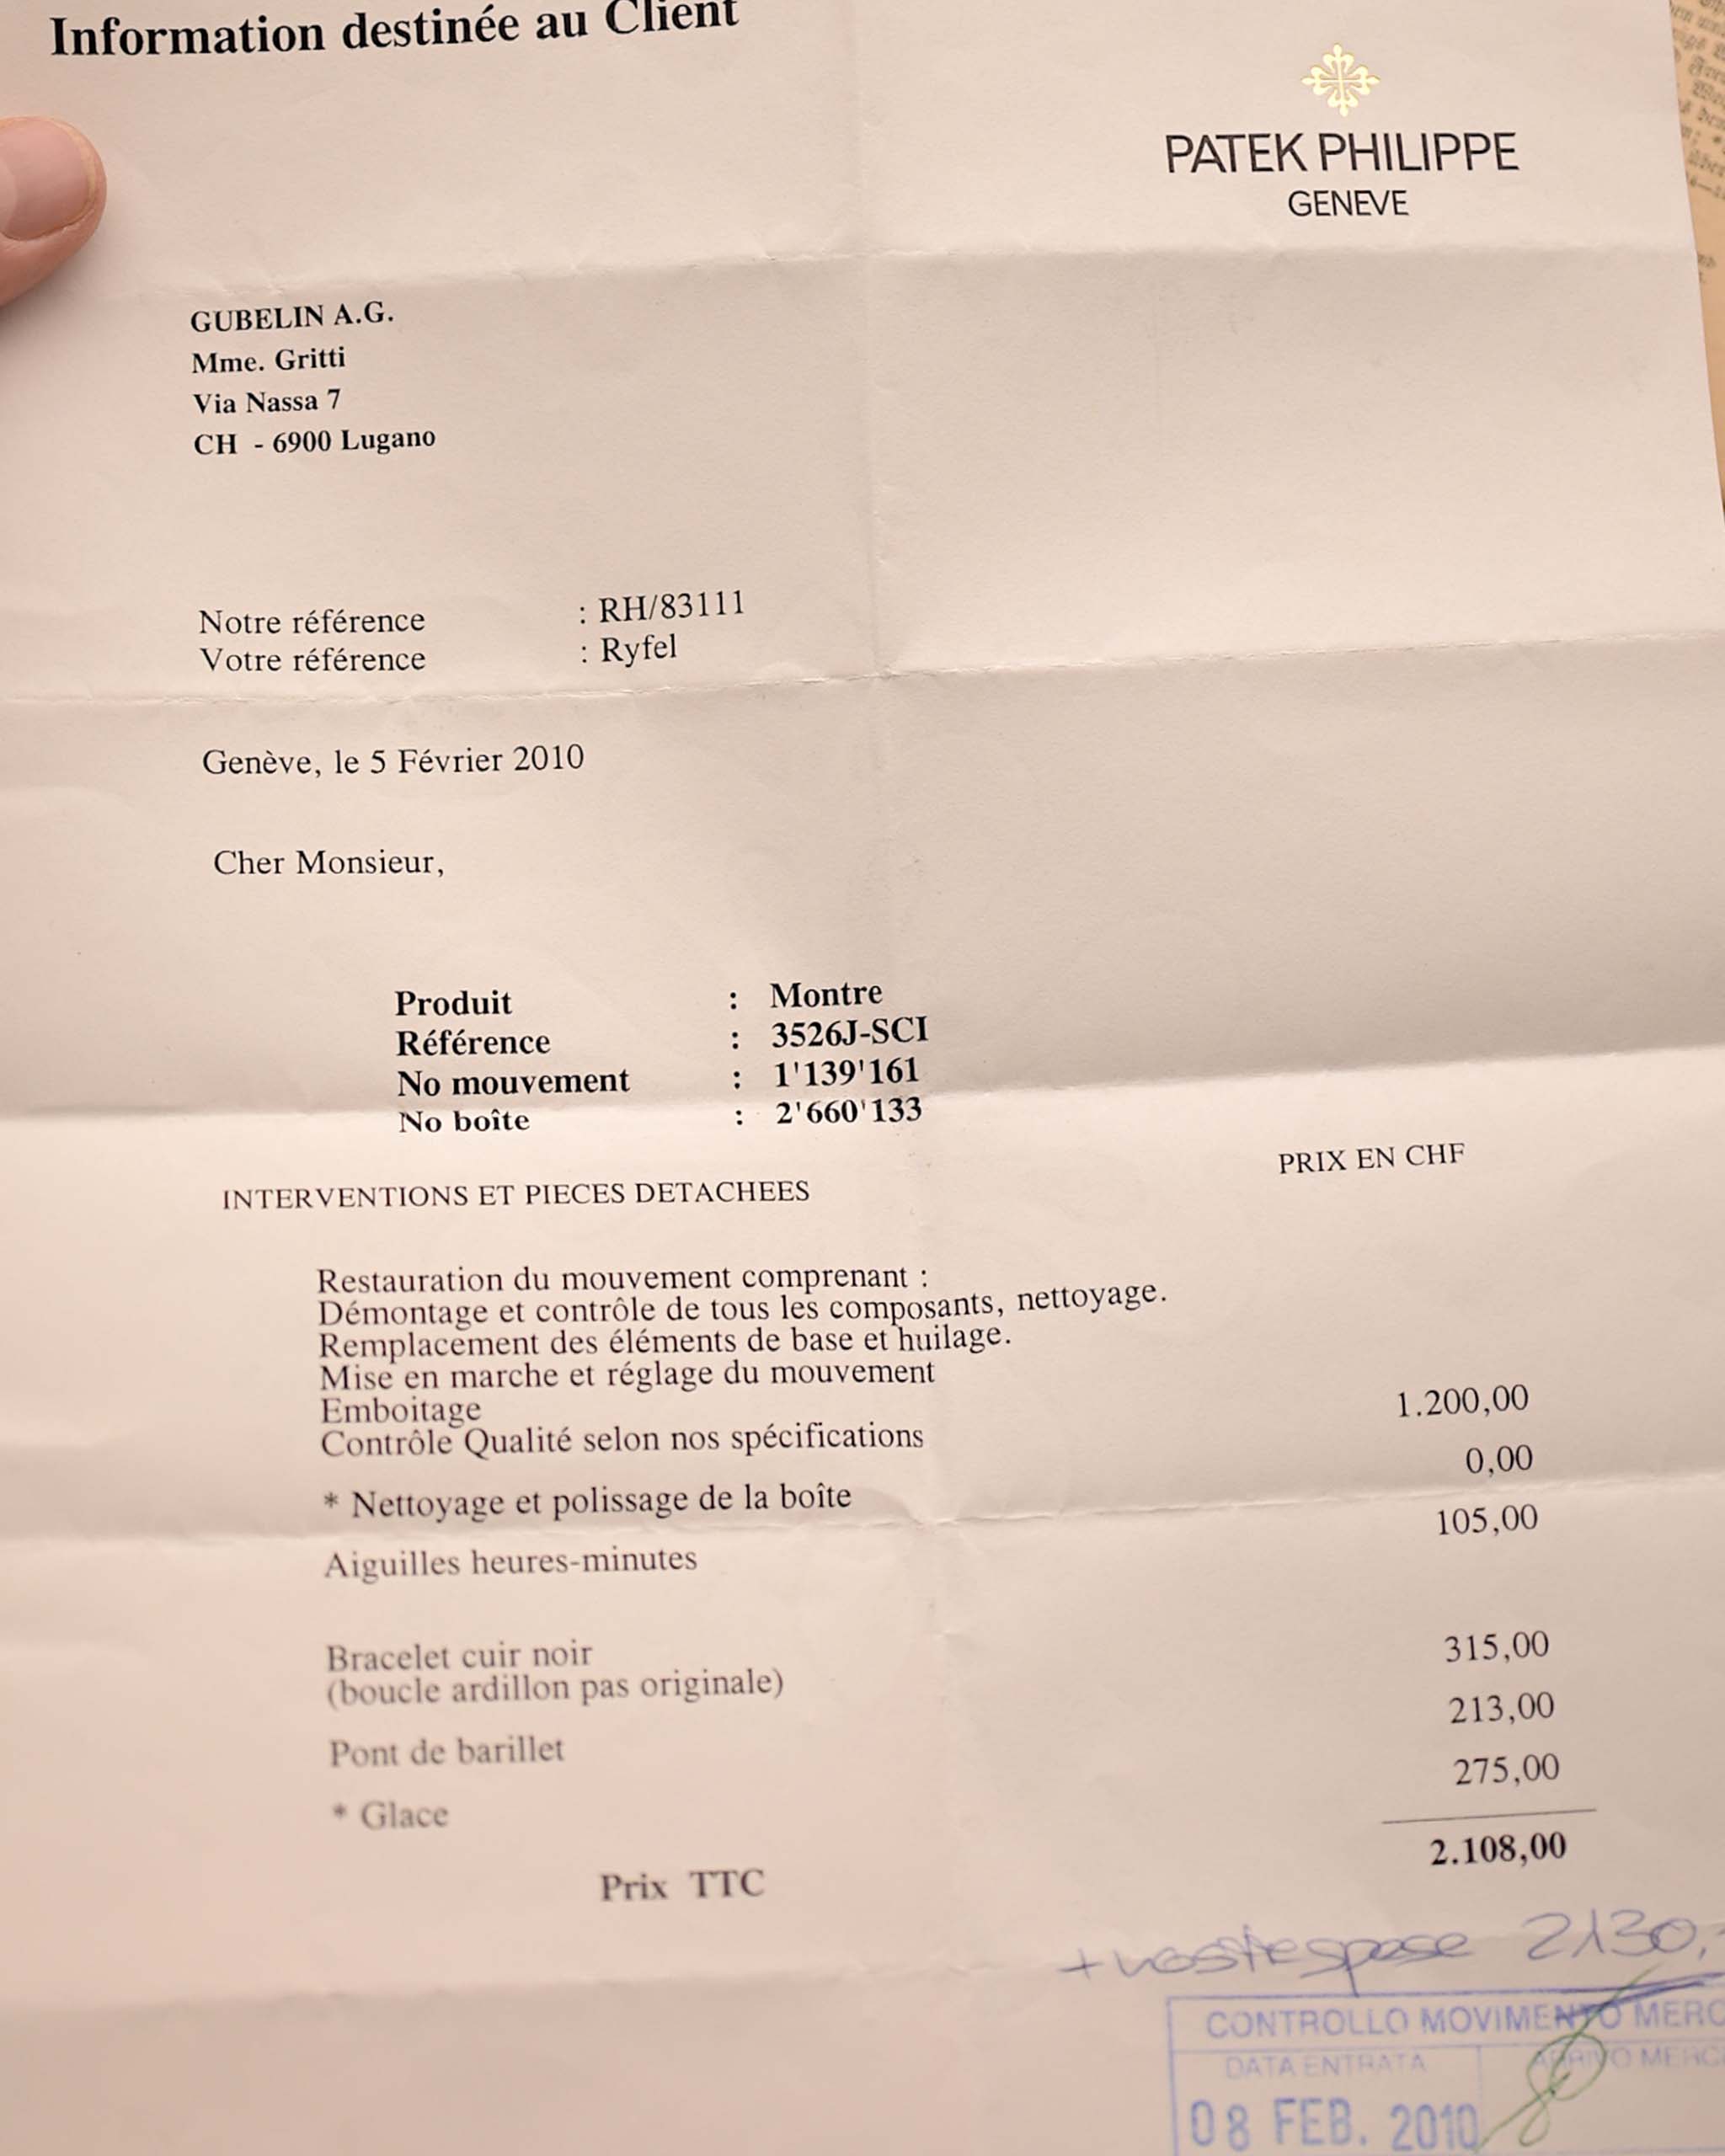 Information destinée au Client
PATEK PHILIPPE
GENEVE
GUBELIN A.G.
Mme. Gritti
Via Nassa 7
CH - 6900 Lugano
Notre référence : RH/83111
Votre référence : Ryfel
Genève, le 5 Février 2010
Cher Monsieur,
Produit : Montre
Référence : 3526J-SCI
No mouvement : 1'139'161
No boîte : 2'660'133
INTERVENTIONS ET PIECES DETACHEES PRIX EN CHF
Restauration du mouvement comprenant :
Démontage et contrôle de tous les composants, nettoyage.
Remplacement des éléments de base et huilage.
Mise en marche et réglage du mouvement
Emboitage
Contrôle Qualité selon nos spécifications 1.200,00
* Nettoyage et polissage de la boîte 0,00
Aiguilles heures-minutes 105,00
Bracelet cuir noir
(boucle ardillon pas originale) 315,00
Pont de barillet 213,00
* Glace 275,00
Prix TTC 2.108,00
+ spese 2130,-
CONTROLLO MOVIMENTO MERC
DATA ENTRATA ARRIVO MERC
08 FEB. 2010